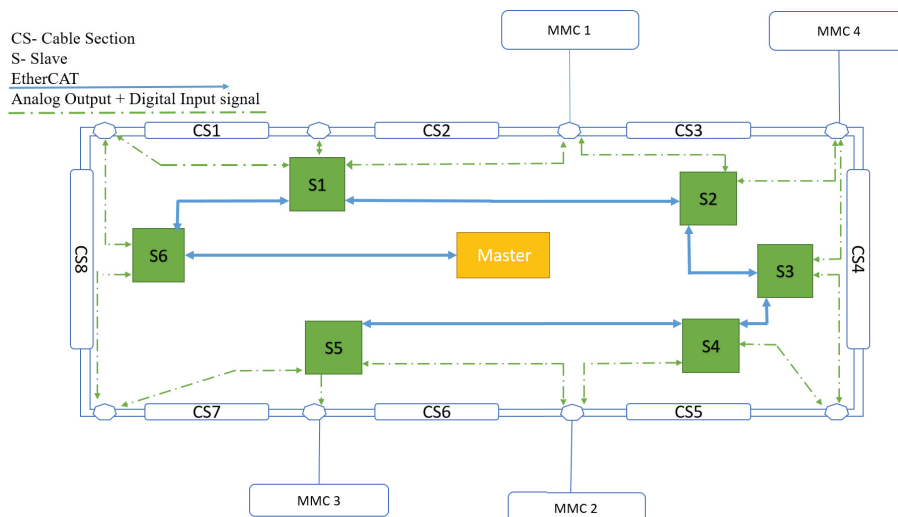 MMC 1
MMC 4
CS- Cable Section
S- Slave
EtherCAT
Analog Output + Digital Input signal
CS1
CS2
CS3
S1
S2
CS8
S6
Master
S3
CS4
S5
S4
CS7
CS6
CS5
MMC 3
MMC 2